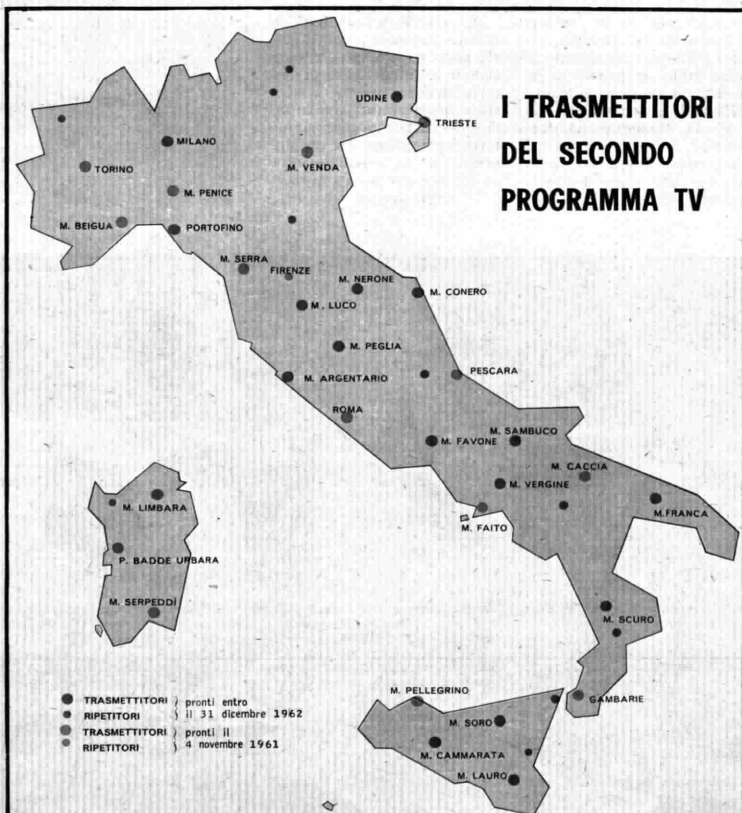 I TRASMETTITORI
DEL SECONDO
PROGRAMMA TV
UDINE
TRIESTE
MILANO
M. VENDA
TORINO
M. PENICE
M. BEIGUA
PORTOFINO
M. SERRA
FIRENZE
M. NERONE
M. CONERO
M. LUCO
M. PEGLIA
M. ARGENTARIO
PESCARA
ROMA
M. SAMBUCO
M. FAVONE
M. CACCIA
M. VERGINE
M.FRANCA
M. FAITO
M. LIMBARA
P. BADDE URBARA
M. SERPEDDÌ
M. SCURO
GAMBARIE
M. PELLEGRINO
M. SORO
M. CAMMARATA
M. LAURO
TRASMETTITORI } pronti entro
RIPETITORI } il 31 dicembre 1962
TRASMETTITORI } pronti il
RIPETITORI } 4 novembre 1961